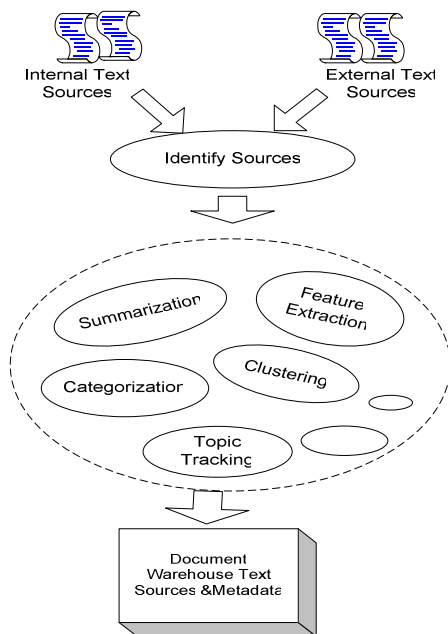 Internal Text
Sources
External Text
Sources
Identify Sources
Summarization
Feature
Extraction
Categorization
Clustering
Topic
Tracking
Document
Warehouse Text
Sources &Metadata